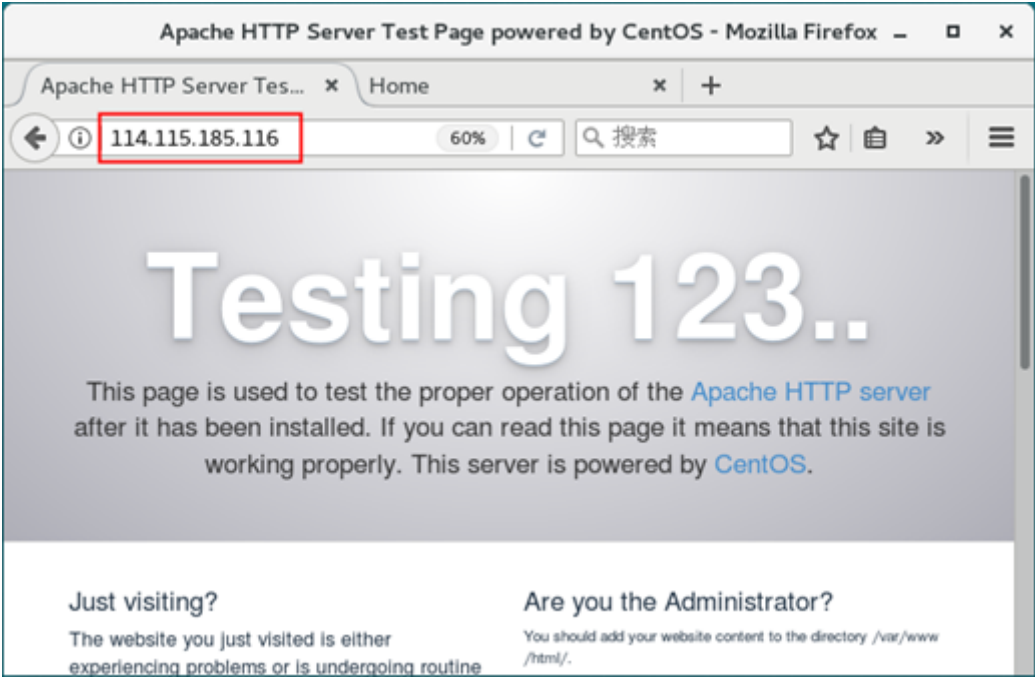 Apache HTTP Server Test Page powered by CentOS - Mozilla Firefox
Apache HTTP Server Tes...
Home
114.115.185.116
60%
搜索
Testing 123..
This page is used to test the proper operation of the Apache HTTP server
after it has been installed. If you can read this page it means that this site is
working properly. This server is powered by CentOS.
Just visiting?
The website you just visited is either
experiencing problems or is undergoing routine
Are you the Administrator?
You should add your website content to the directory /var/www
/html/.